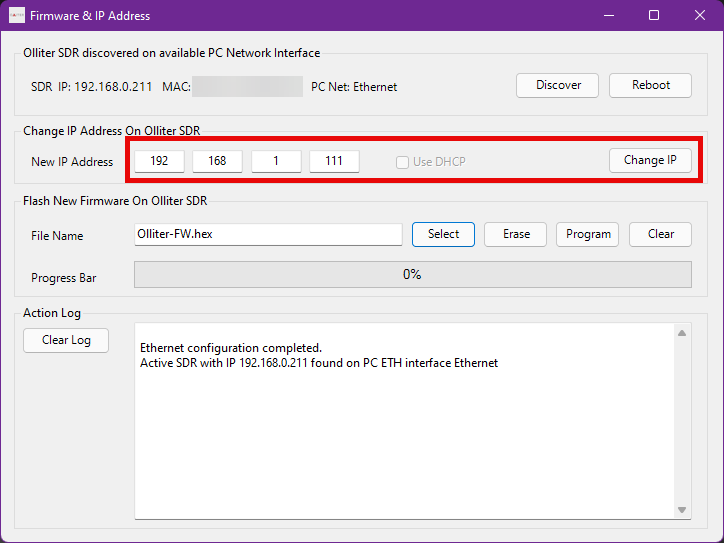 Firmware & IP Address
Olliter SDR discovered on available PC Network Interface
SDR IP: 192.168.0.211 MAC: PC Net: Ethernet Discover Reboot
Change IP Address On Olliter SDR
New IP Address 192 168 1 111 Use DHCP Change IP
Flash New Firmware On Olliter SDR
File Name Olliter-FW.hex Select Erase Program Clear
Progress Bar 0%
Action Log
Clear Log
Ethernet configuration completed.
Active SDR with IP 192.168.0.211 found on PC ETH interface Ethernet